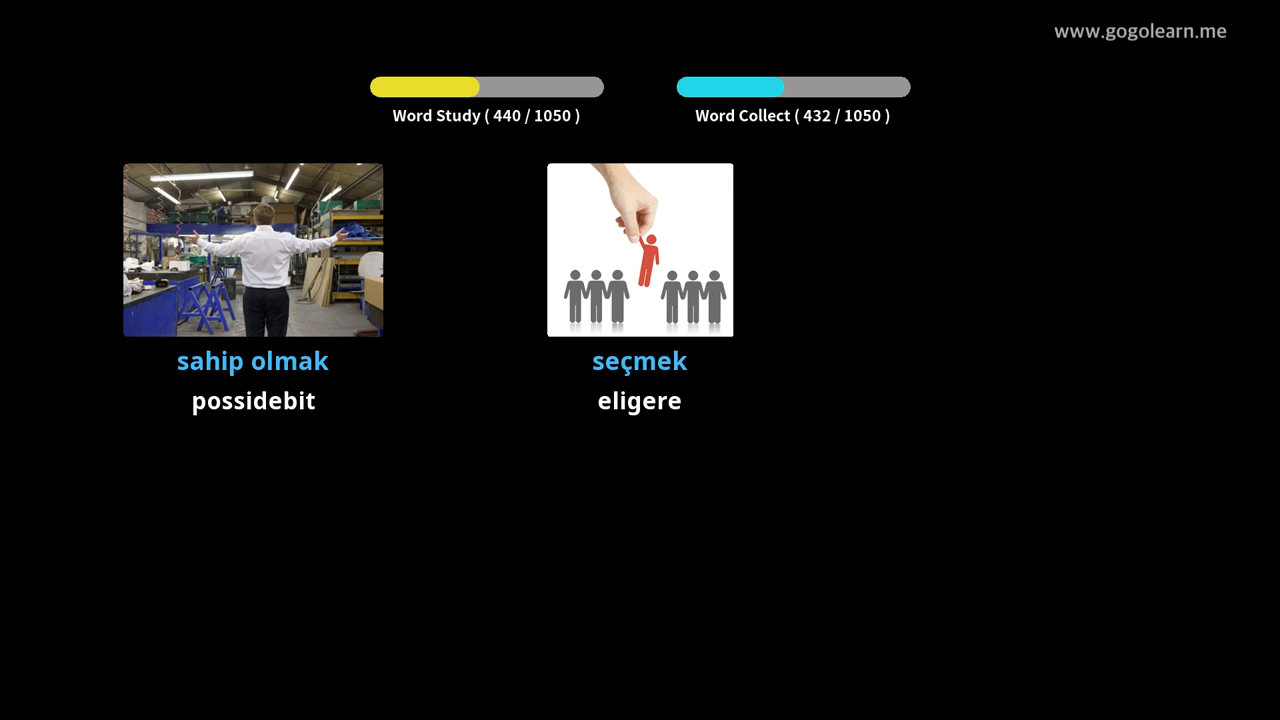 www.gogolearn.me
Word Study ( 440 / 1050 )
Word Collect ( 432 / 1050 )
sahip olmak
possidebit
seçmek
eligere